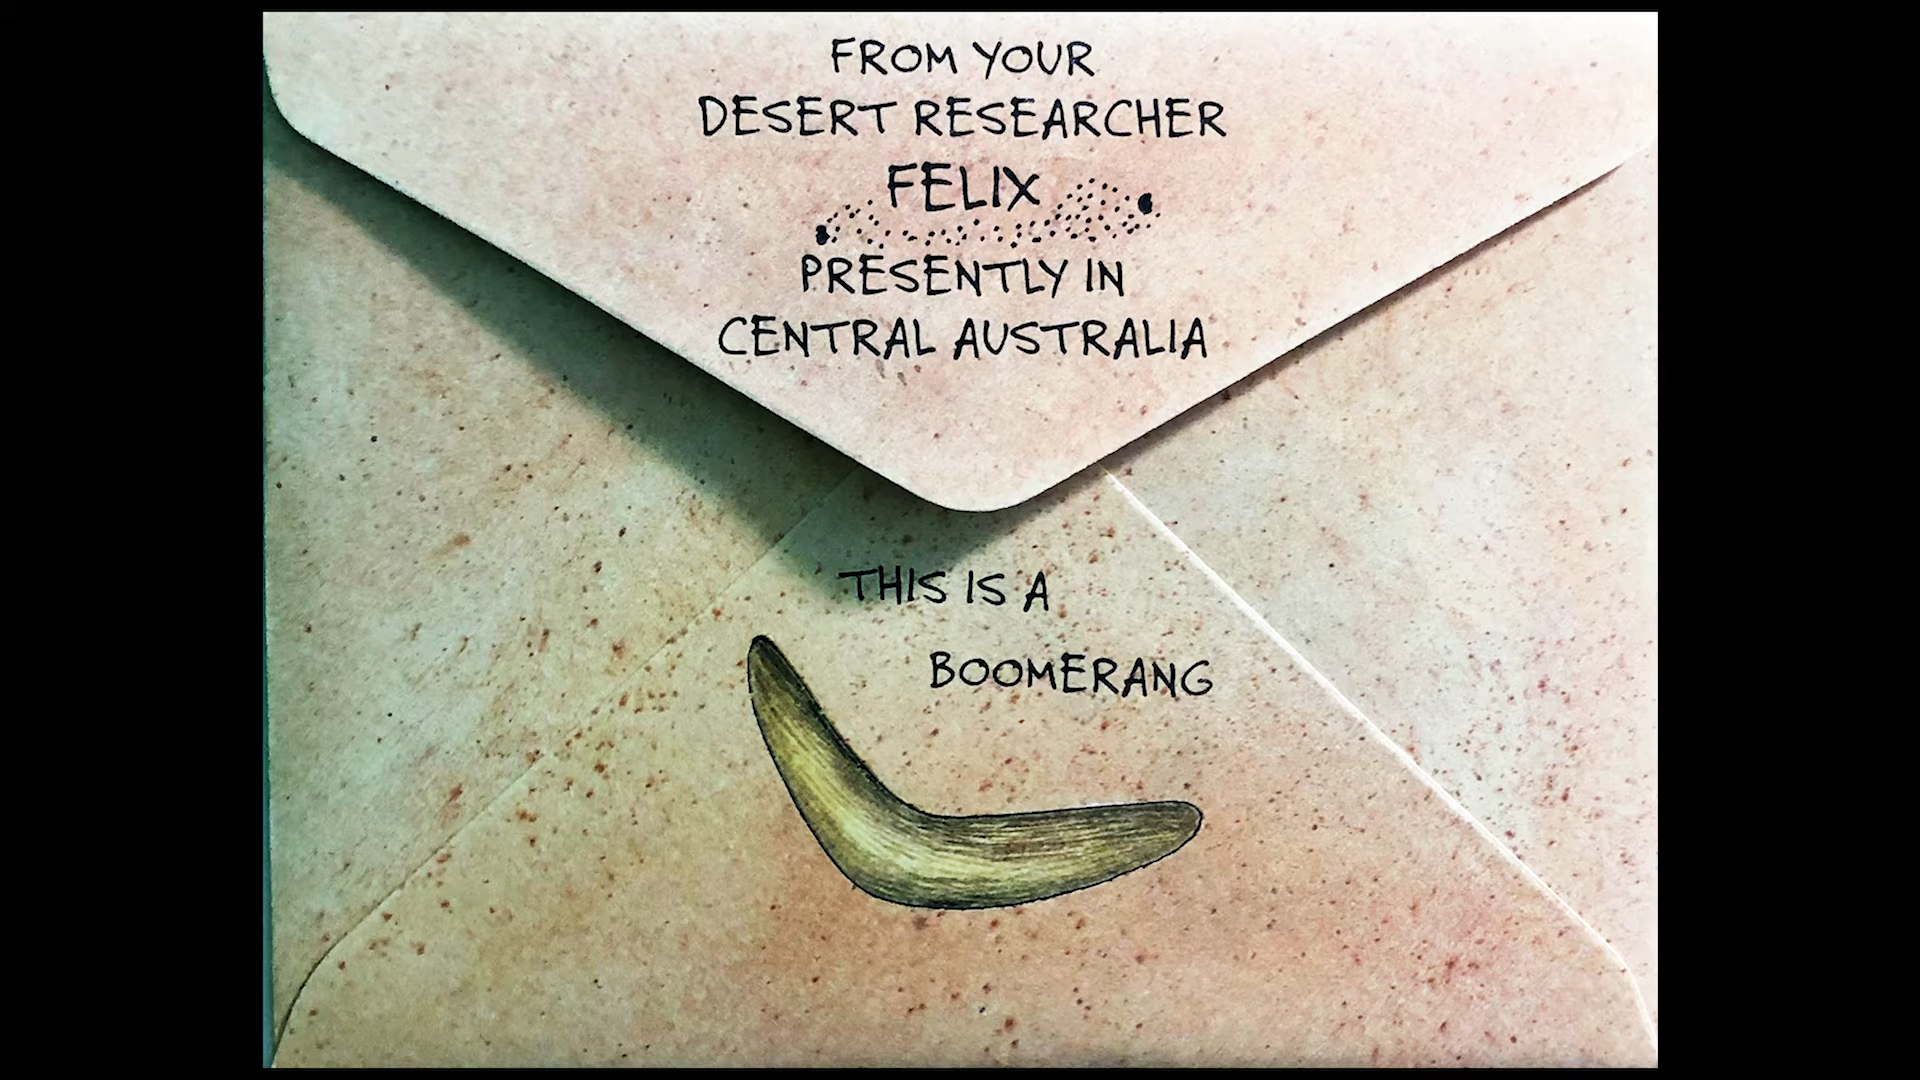 FROM YOUR
DESERT RESEARCHER
FELIX
PRESENTLY IN
CENTRAL AUSTRALIA
THIS IS A
BOOMERANG